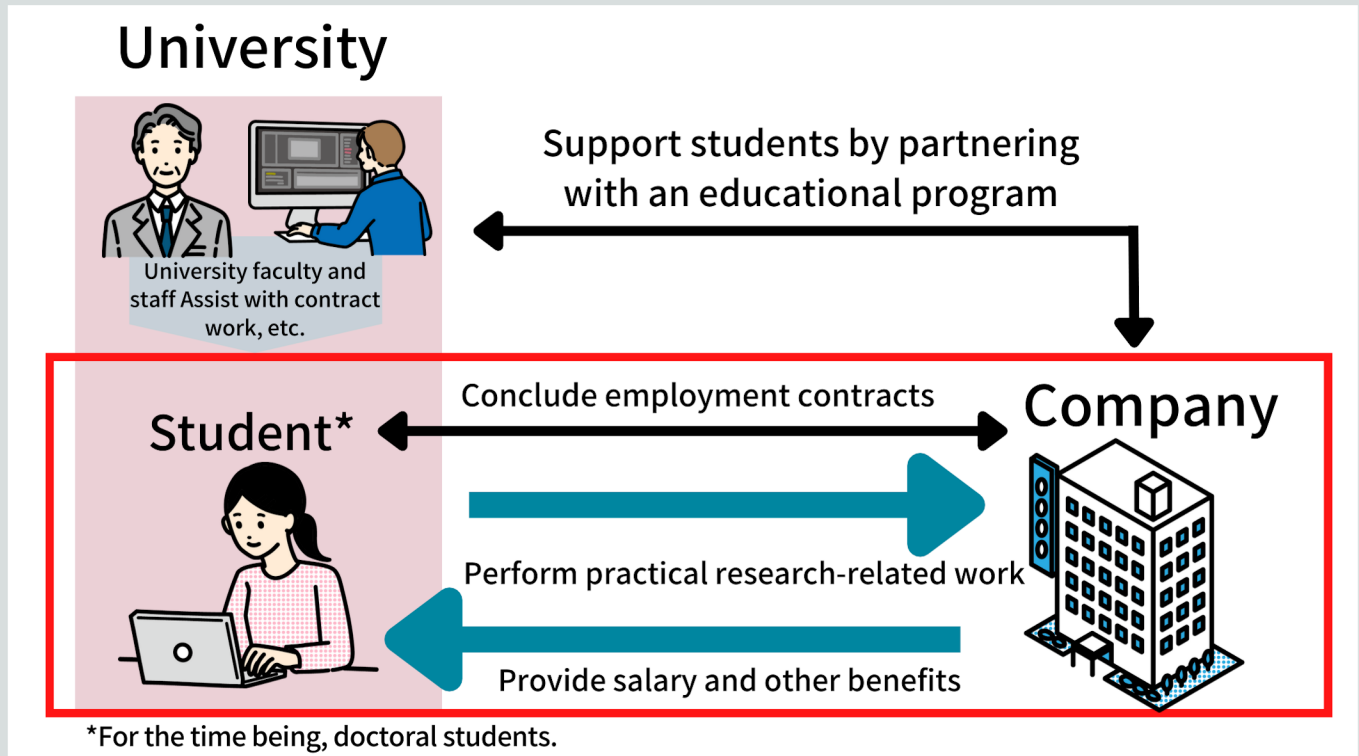 University
Support students by partnering
with an educational program
University faculty and
staff Assist with contract
work, etc.
Conclude employment contracts
Student*
Company
Perform practical research-related work
Provide salary and other benefits
*For the time being, doctoral students.